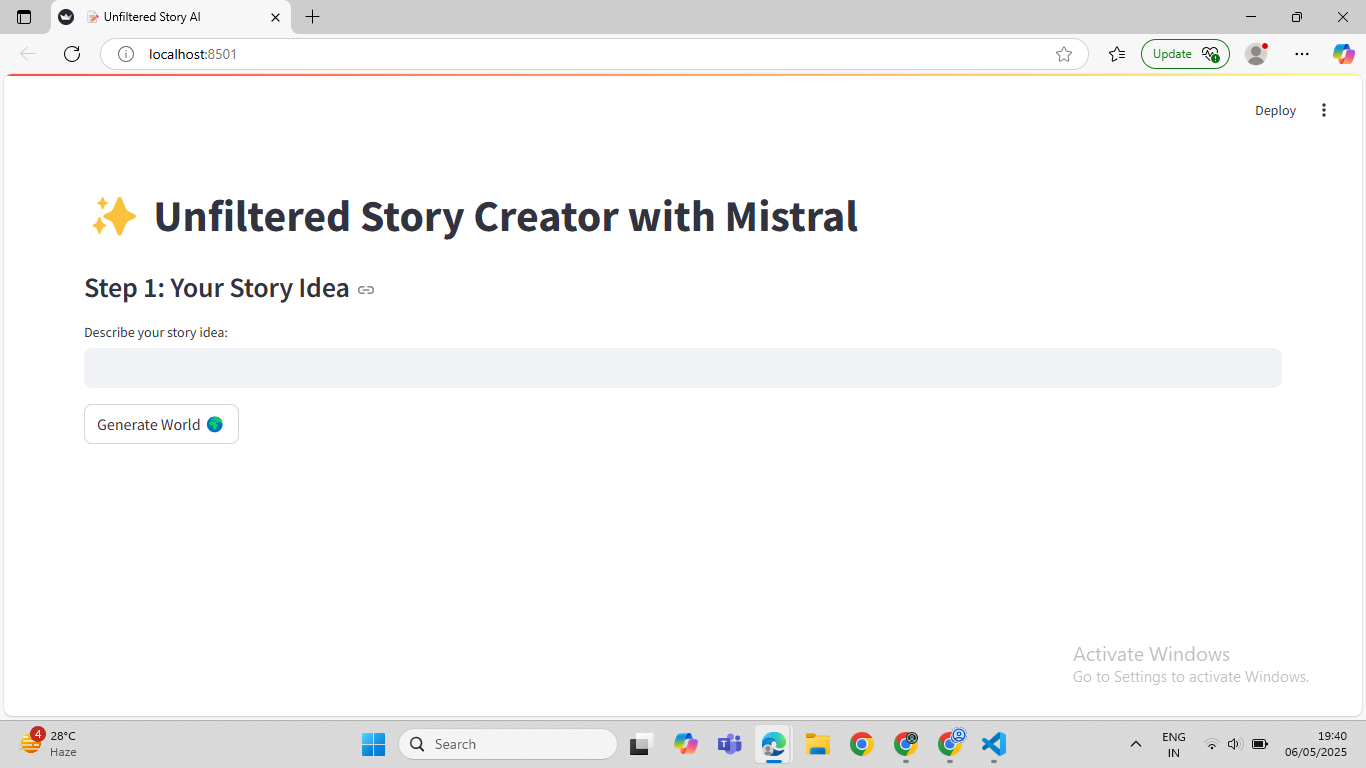 Unfiltered Story AI
localhost:8501
Update
Deploy
Unfiltered Story Creator with Mistral
Step 1: Your Story Idea
Describe your story idea:
Generate World
Activate Windows
Go to Settings to activate Windows.
4
28°C
Haze
Search
ENG
IN
19:40
06/05/2025